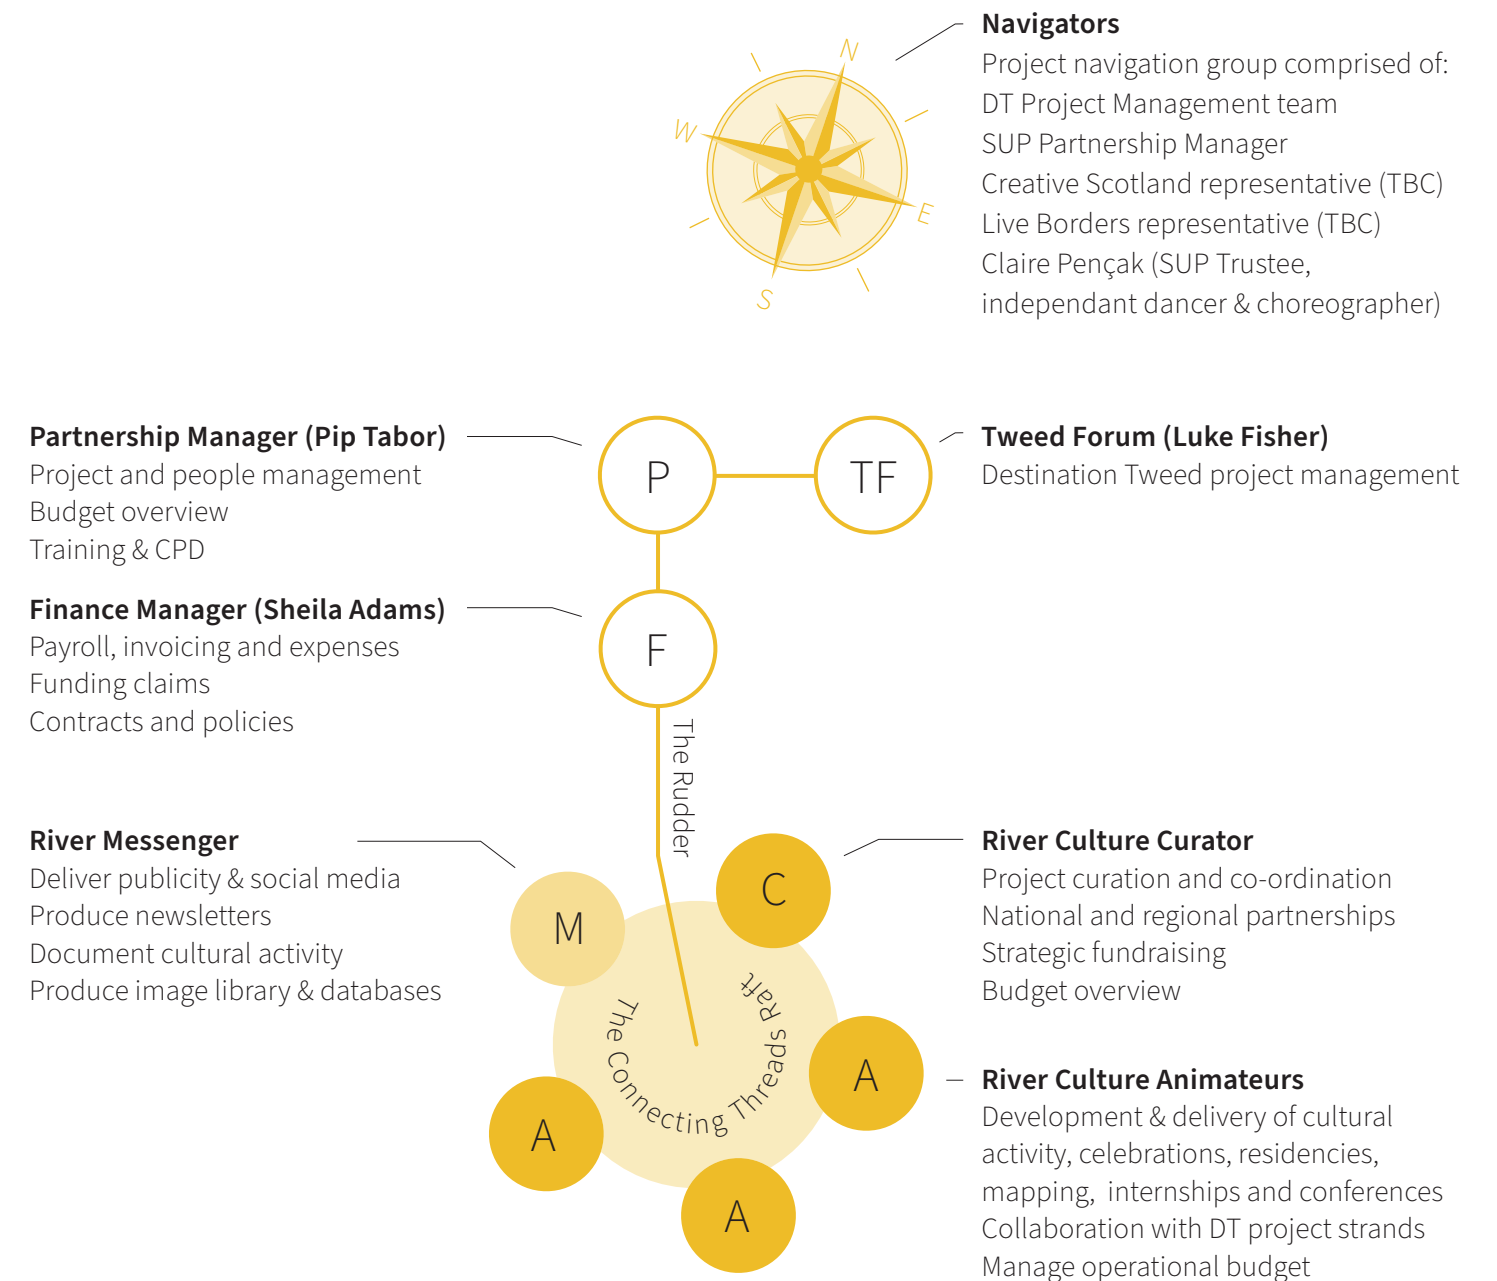 Navigators
Project navigation group comprised of:
DT Project Management team
SUP Partnership Manager
Creative Scotland representative (TBC)
Live Borders representative (TBC)
Claire Pençak (SUP Trustee,
independant dancer & choreographer)
N
W
E
S
Partnership Manager (Pip Tabor)
Project and people management
Budget overview
Training & CPD
P
TF
Tweed Forum (Luke Fisher)
Destination Tweed project management
Finance Manager (Sheila Adams)
Payroll, invoicing and expenses
Funding claims
Contracts and policies
F
The Rudder
River Messenger
Deliver publicity & social media
Produce newsletters
Document cultural activity
Produce image library & databases
M
C
River Culture Curator
Project curation and co-ordination
National and regional partnerships
Strategic fundraising
Budget overview
The Connecting Threads Raft
A
A
A
River Culture Animateurs
Development & delivery of cultural
activity, celebrations, residencies,
mapping,  internships and conferences
Collaboration with DT project strands
Manage operational budget